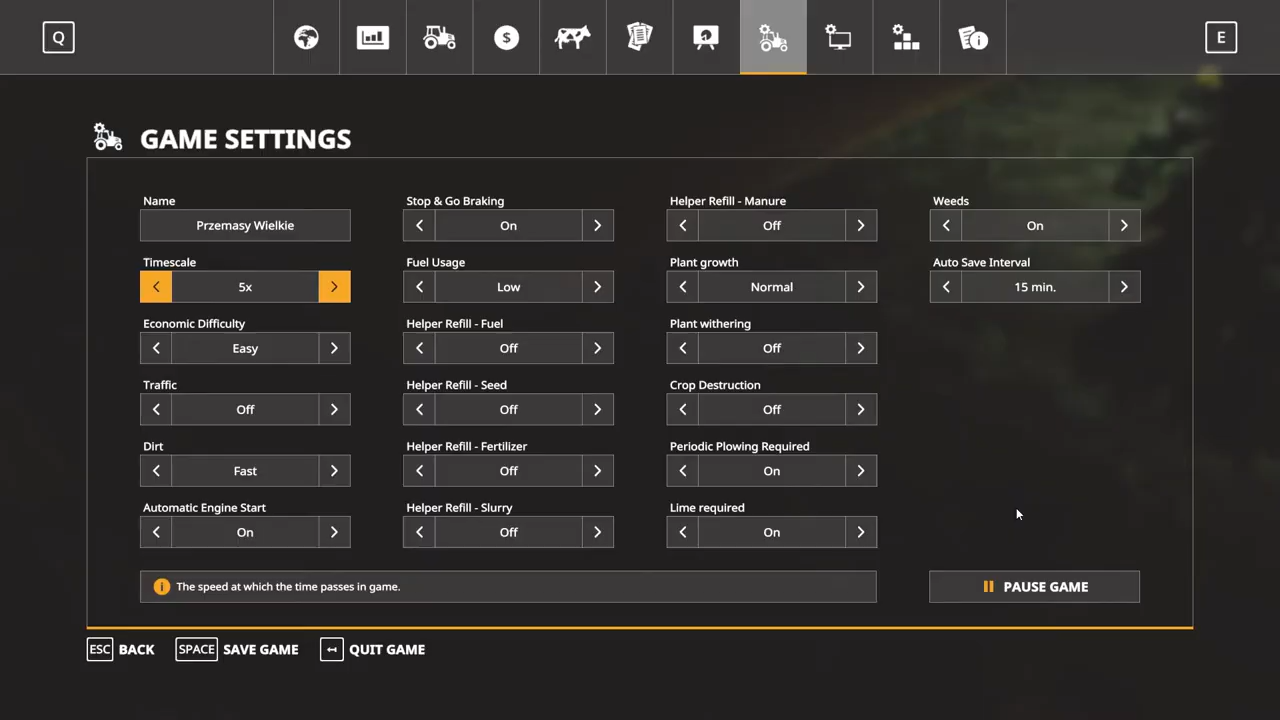 Q
$
E
GAME SETTINGS
Name
Przemasy Wielkie
Timescale
5x
Economic Difficulty
Easy
Traffic
Off
Dirt
Fast
Automatic Engine Start
On
Stop & Go Braking
On
Fuel Usage
Low
Helper Refill - Fuel
Off
Helper Refill - Seed
Off
Helper Refill - Fertilizer
Off
Helper Refill - Slurry
Off
Helper Refill - Manure
Off
Plant growth
Normal
Plant withering
Off
Crop Destruction
Off
Periodic Plowing Required
On
Lime required
On
Weeds
On
Auto Save Interval
15 min.
The speed at which the time passes in game.
PAUSE GAME
ESC BACK SPACE SAVE GAME QUIT GAME